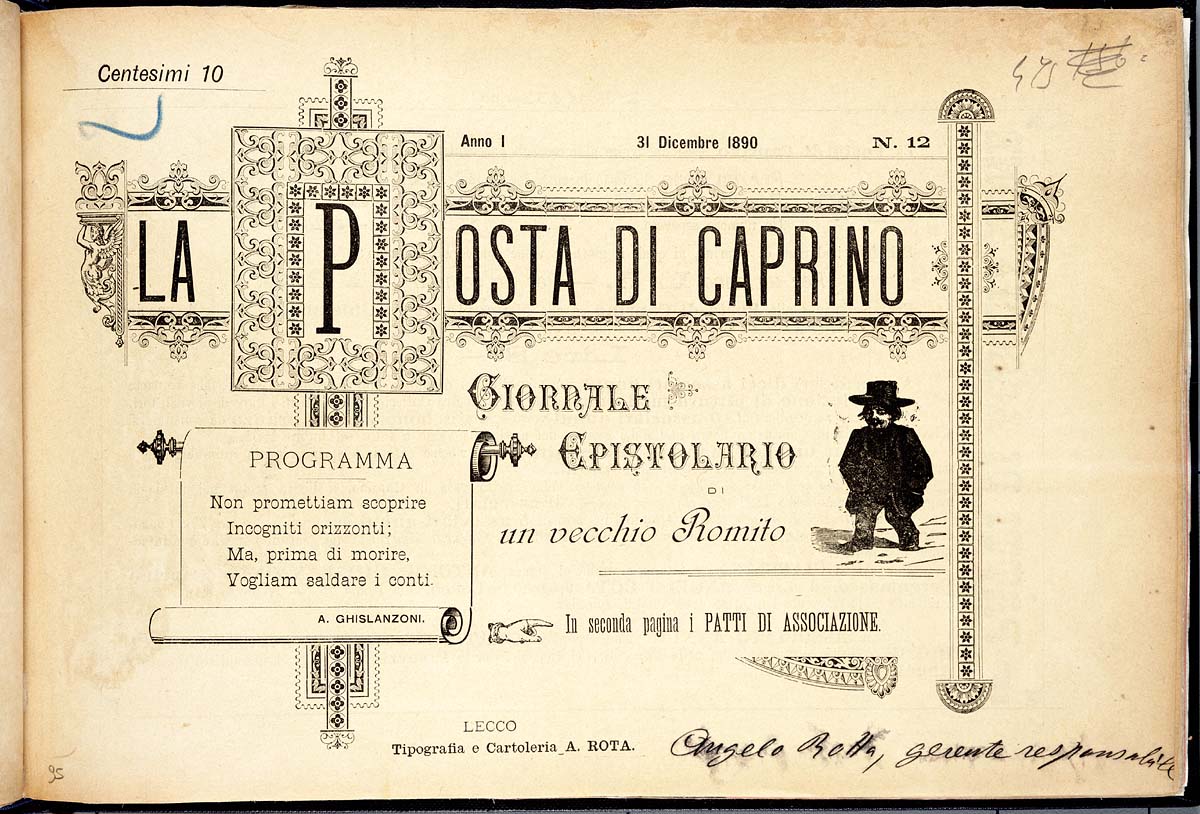 Centesimi 10
Anno I 31 Dicembre 1890 N. 12
LA POSTA DI CAPRINO
GIORNALE
EPISTOLARIO
DI
un vecchio Romito
PROGRAMMA
Non promettiam scoprire
Incogniti orizzonti;
Ma, prima di morire,
Vogliam saldare i conti.
A. GHISLANZONI.
In seconda pagina i PATTI DI ASSOCIAZIONE.
LECCO
Tipografia e Cartoleria A. ROTA.
Angelo Rotta, gerente responsabile
95